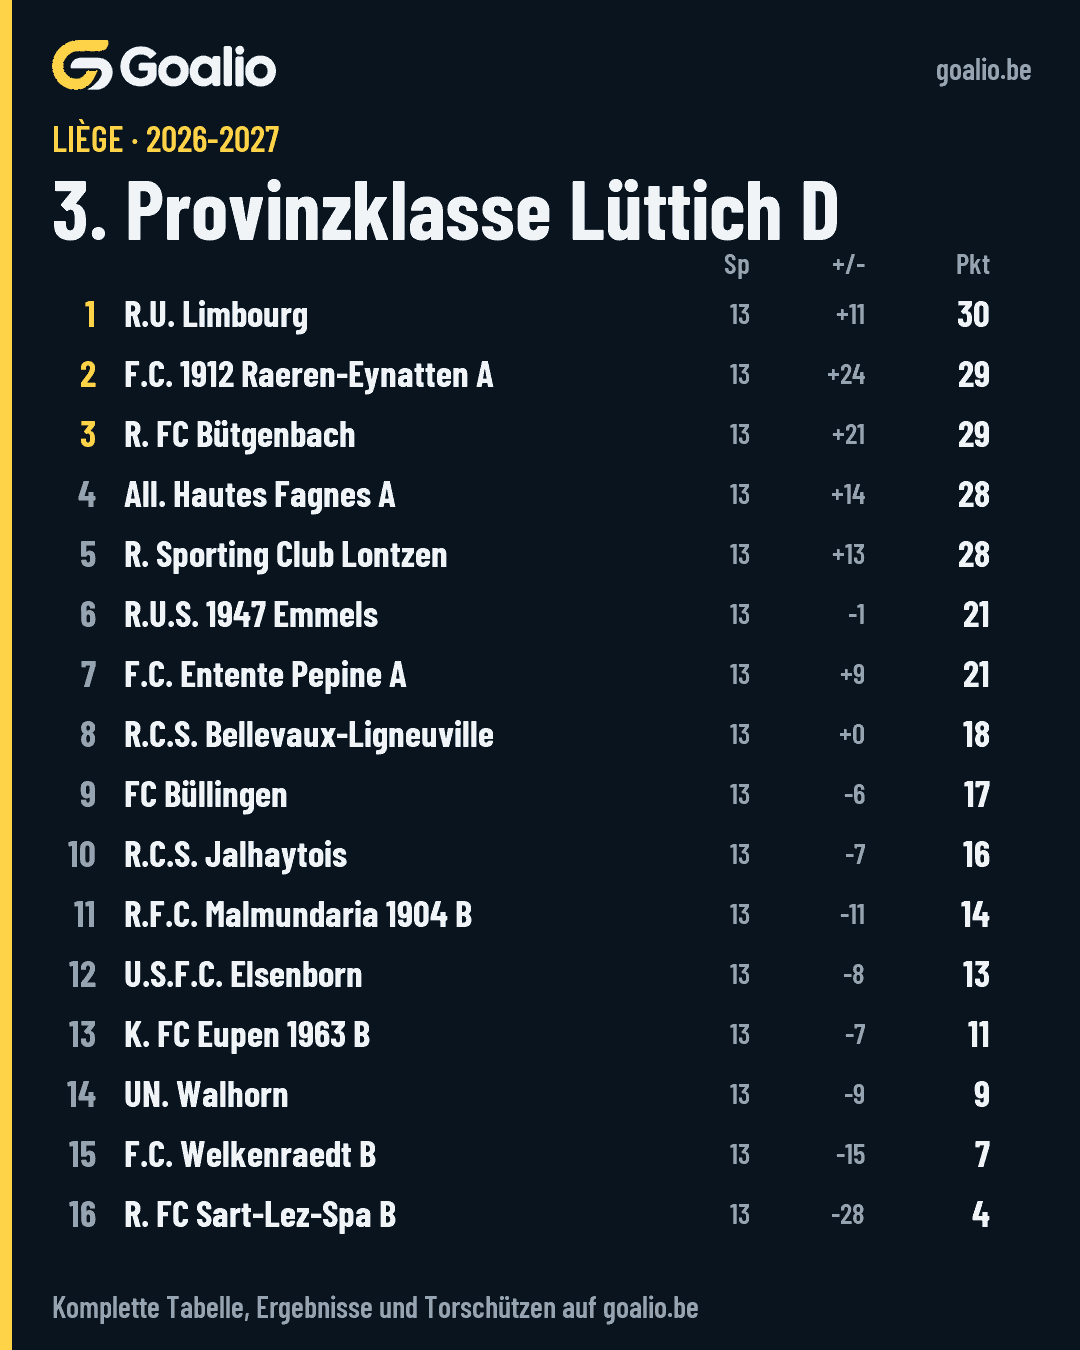 Goalio
goalio.be
LIÈGE · 2026-2027
3. Provinzklasse Lüttich D
Sp +/- Pkt
1 R.U. Limbourg 13 +11 30
2 F.C. 1912 Raeren-Eynatten A 13 +24 29
3 R. FC Bütgenbach 13 +21 29
4 All. Hautes Fagnes A 13 +14 28
5 R. Sporting Club Lontzen 13 +13 28
6 R.U.S. 1947 Emmels 13 -1 21
7 F.C. Entente Pepine A 13 +9 21
8 R.C.S. Bellevaux-Ligneuville 13 +0 18
9 FC Büllingen 13 -6 17
10 R.C.S. Jalhaytois 13 -7 16
11 R.F.C. Malmundaria 1904 B 13 -11 14
12 U.S.F.C. Elsenborn 13 -8 13
13 K. FC Eupen 1963 B 13 -7 11
14 UN. Walhorn 13 -9 9
15 F.C. Welkenraedt B 13 -15 7
16 R. FC Sart-Lez-Spa B 13 -28 4
Komplette Tabelle, Ergebnisse und Torschützen auf goalio.be